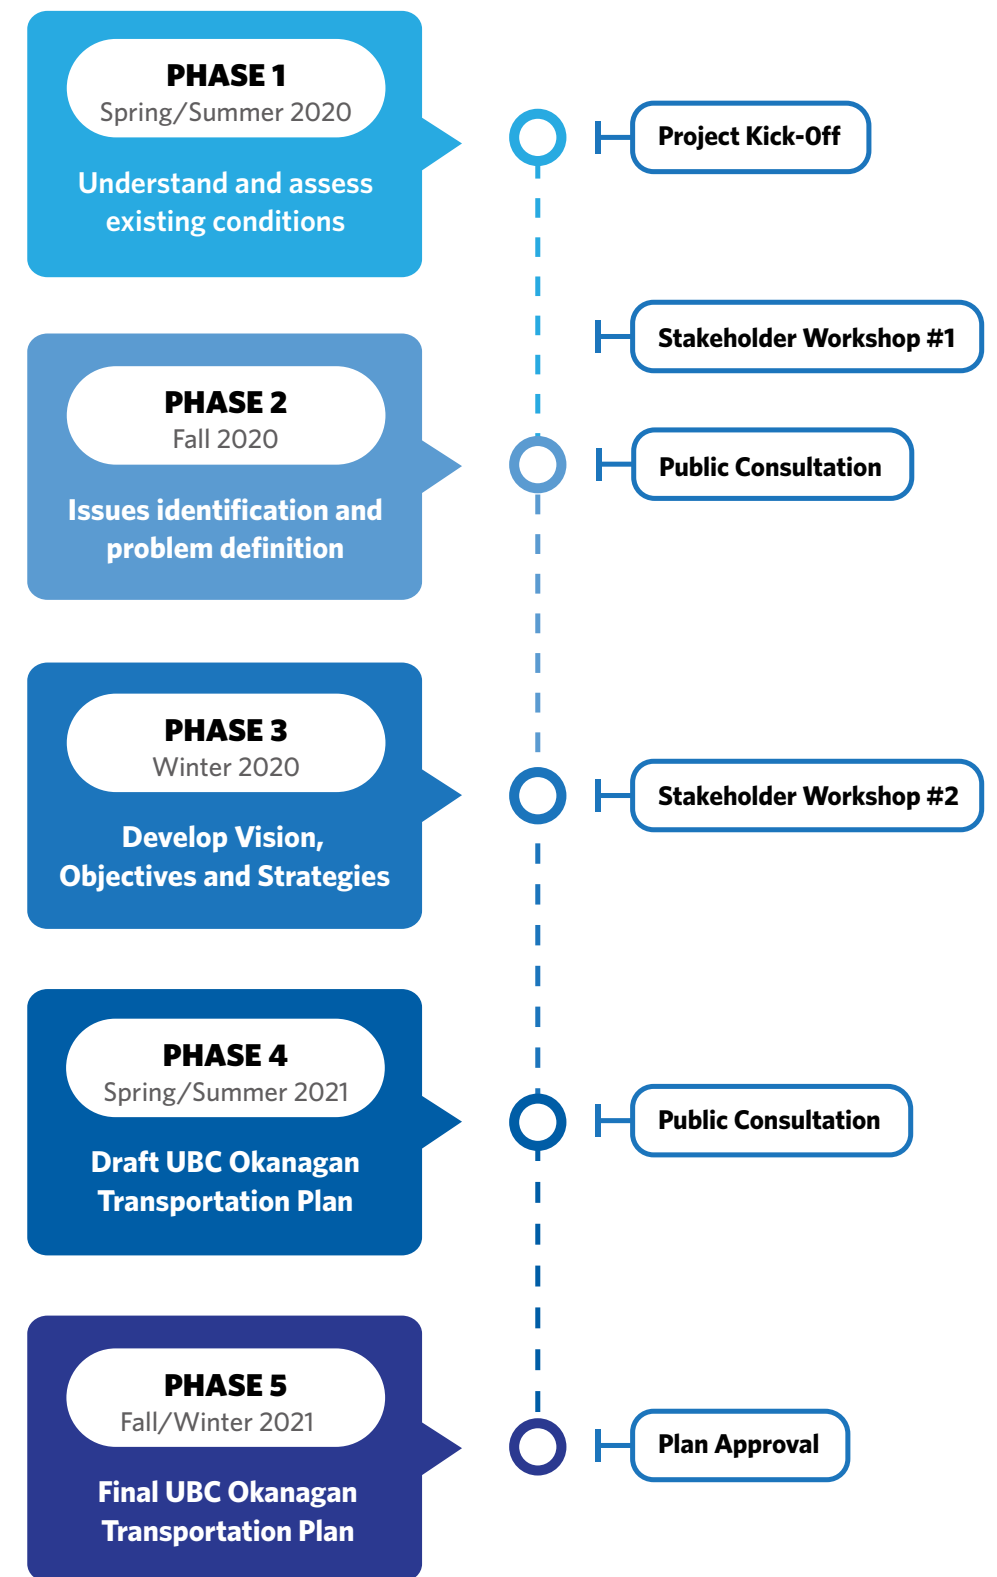 PHASE 1
Spring/Summer 2020
Understand and assess
existing conditions
Project Kick-Off
Stakeholder Workshop #1
PHASE 2
Fall 2020
Issues identification and
problem definition
Public Consultation
PHASE 3
Winter 2020
Develop Vision,
Objectives and Strategies
Stakeholder Workshop #2
PHASE 4
Spring/Summer 2021
Draft UBC Okanagan
Transportation Plan
Public Consultation
PHASE 5
Fall/Winter 2021
Final UBC Okanagan
Transportation Plan
Plan Approval